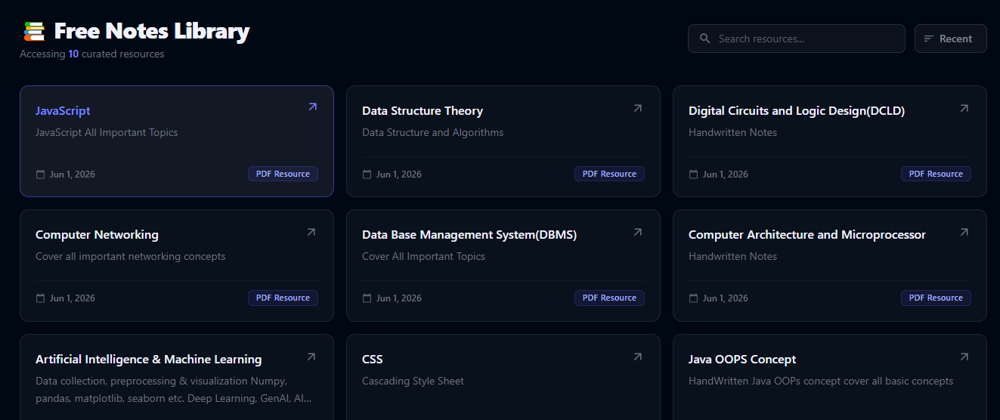 Free Notes Library
Accessing 10 curated resources
Search resources...
Recent
JavaScript
JavaScript All Important Topics
Jun 1, 2026
PDF Resource
Data Structure Theory
Data Structure and Algorithms
Jun 1, 2026
PDF Resource
Digital Circuits and Logic Design(DCLD)
Handwritten Notes
Jun 1, 2026
PDF Resource
Computer Networking
Cover all important networking concepts
Jun 1, 2026
PDF Resource
Data Base Management System(DBMS)
Cover All Important Topics
Jun 1, 2026
PDF Resource
Computer Architecture and Microprocessor
Handwritten Notes
Jun 1, 2026
PDF Resource
Artificial Intelligence & Machine Learning
Data collection, preprocessing & visualization Numpy,
pandas, matplotlib, seaborn etc. Deep Learning, GenAI, AI...
CSS
Cascading Style Sheet
Java OOPS Concept
HandWritten Java OOPs concept cover all basic concepts